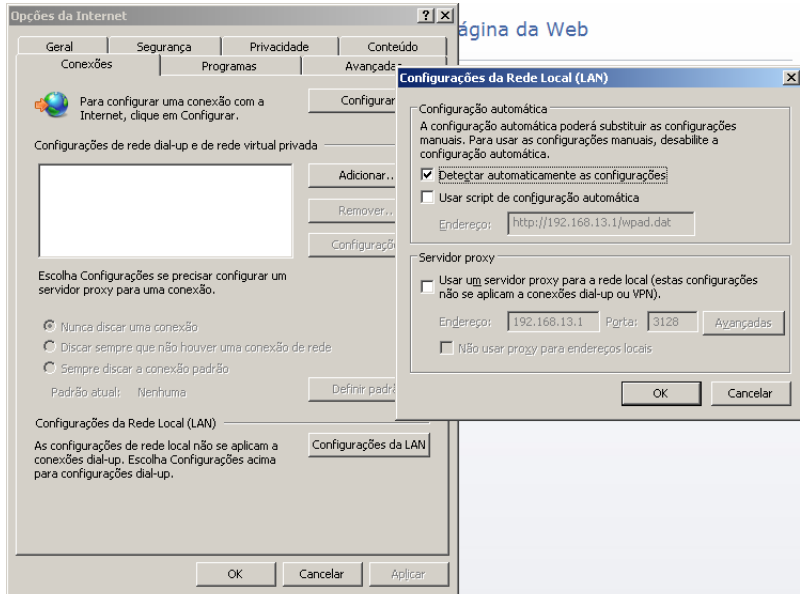 Opções da Internet
ágina da Web
Geral
Segurança
Privacidade
Conteúdo
Conexões
Programas
Avançadas
Para configurar uma conexão com a
Internet, clique em Configurar.
Configurar
Configurações de rede dial-up e de rede virtual privada
Adicionar..
Remover..
Configuraçõ
Escolha Configurações se precisar configurar um
servidor proxy para uma conexão.
Nunca discar uma conexão
Discar sempre que não houver uma conexão de rede
Sempre discar a conexão padrão
Padrão atual: Nenhuma
Definir padrã
Configurações da Rede Local (LAN)
As configurações de rede local não se aplicam a
conexões dial-up. Escolha Configurações acima
para configurações dial-up.
Configurações da LAN
OK
Cancelar
Aplicar
Configurações da Rede Local (LAN)
Configuração automática
A configuração automática poderá substituir as configurações
manuais. Para usar as configurações manuais, desabilite a
configuração automática.
Detectar automaticamente as configurações
Usar script de configuração automática
Endereço: http://192.168.13.1/wpad.dat
Servidor proxy
Usar um servidor proxy para a rede local (estas configurações
não se aplicam a conexões dial-up ou VPN).
Endereço: 192.168.13.1 Porta: 3128 Avançadas
Não usar proxy para endereços locais
OK
Cancelar